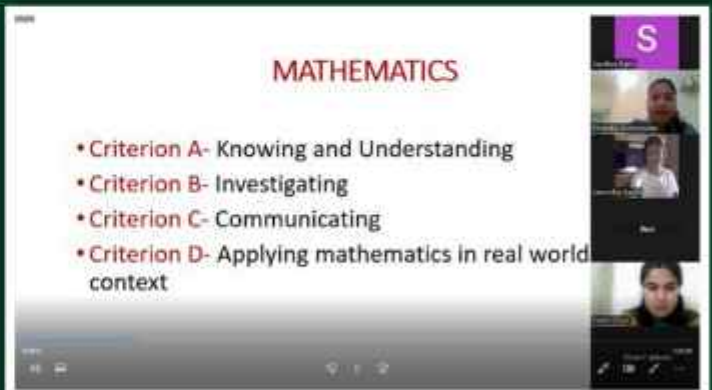 MATHEMATICS
• Criterion A- Knowing and Understanding
• Criterion B- Investigating
• Criterion C- Communicating
• Criterion D- Applying mathematics in real world
context
S